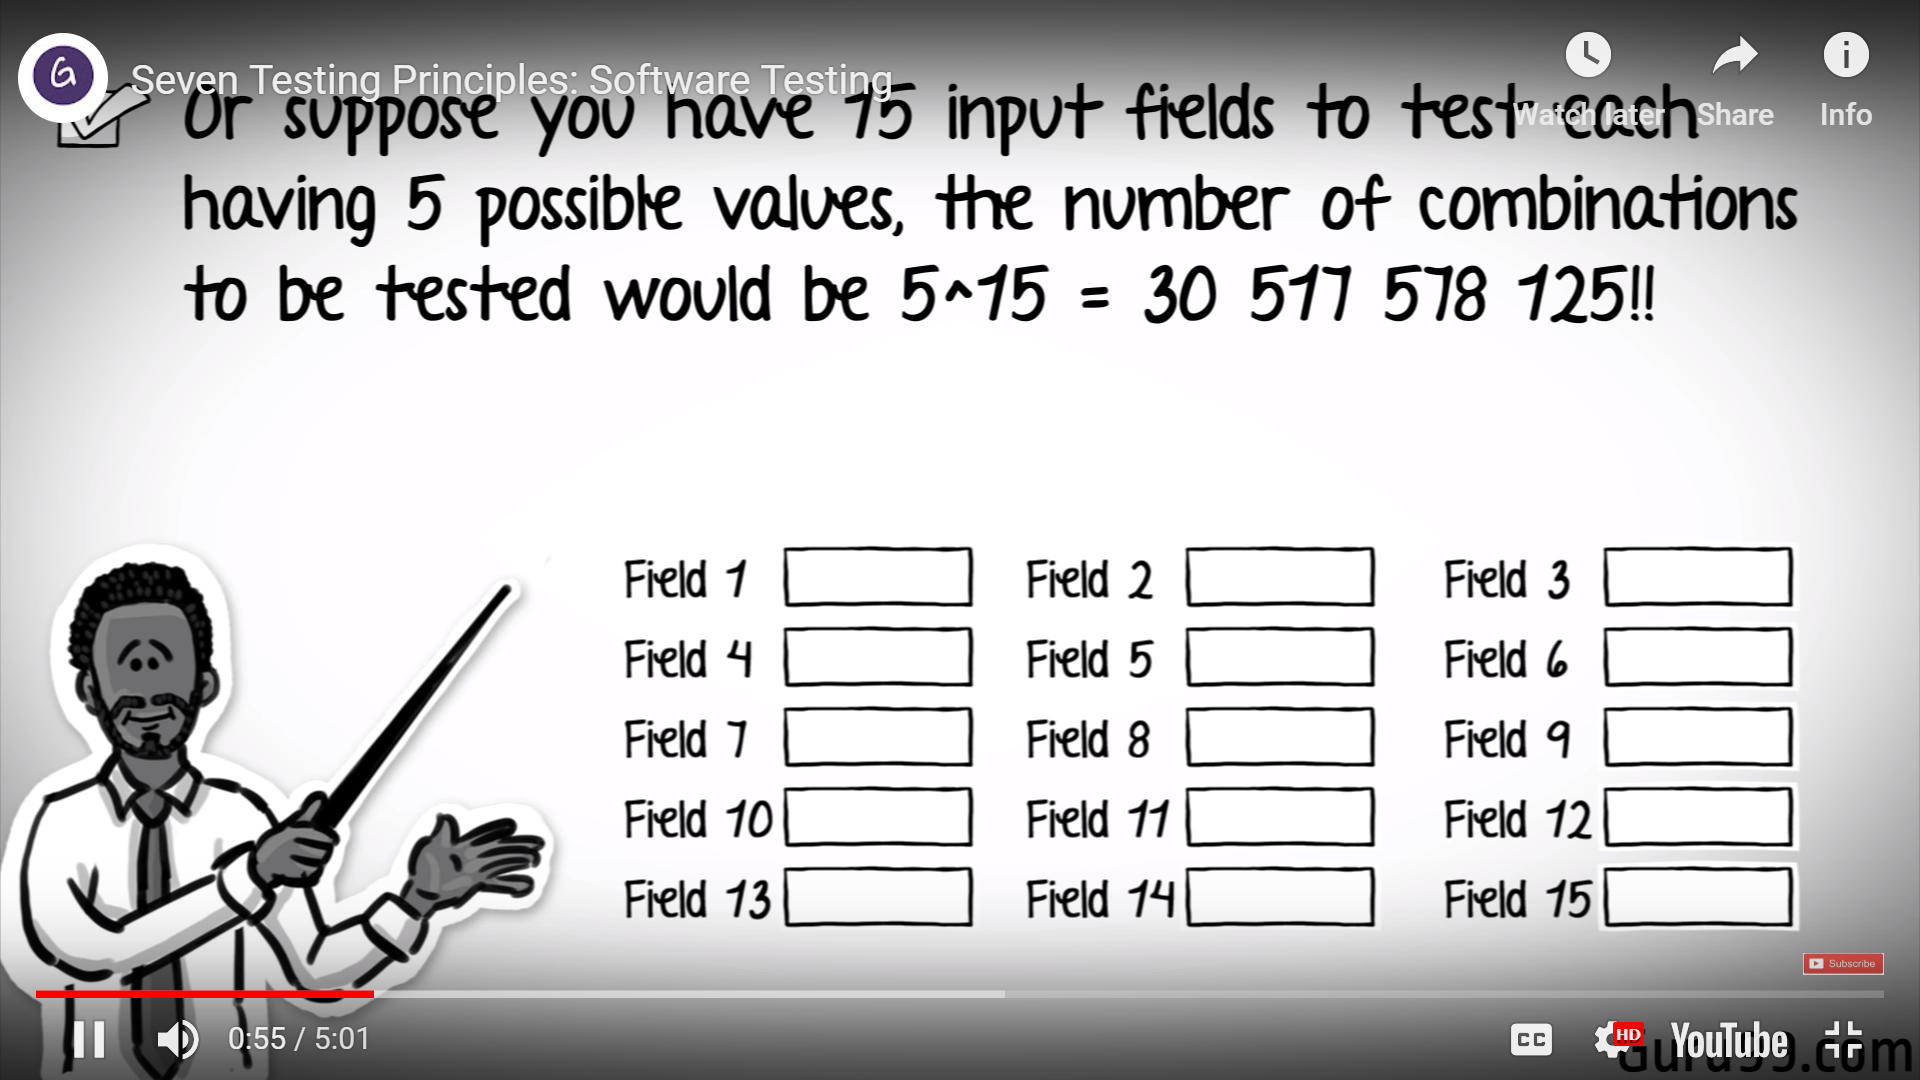 Seven Testing Principles: Software Testing
Watch later
Share
Info
Or suppose you have 15 input fields to test each
having 5 possible values, the number of combinations
to be tested would be 5^15 = 30 517 578 125!!
Field 1 Field 2 Field 3
Field 4 Field 5 Field 6
Field 7 Field 8 Field 9
Field 10 Field 11 Field 12
Field 13 Field 14 Field 15
Subscribe
0:55 / 5:01
CC
HD
YouTube
Guru99.com